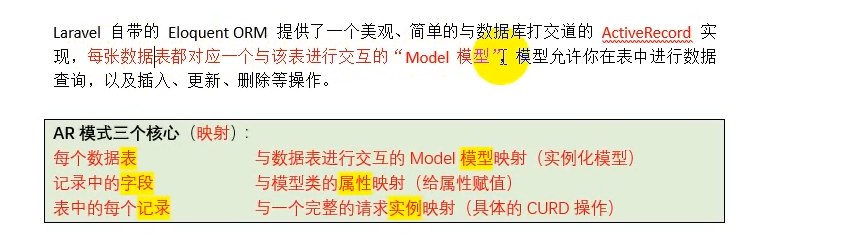 Laravel 自带的 Eloquent ORM 提供了一个美观、简单的与数据库打交道的 ActiveRecord 实
现，每张数据表都对应一个与该表进行交互的“Model 模型”，模型允许你在表中进行数据
查询，以及插入、更新、删除等操作。
AR 模式三个核心（映射）：
每个数据表 与数据表进行交互的 Model 模型映射（实例化模型）
记录中的字段 与模型类的属性映射（给属性赋值）
表中的每个记录 与一个完整的请求实例映射（具体的 CURD 操作）